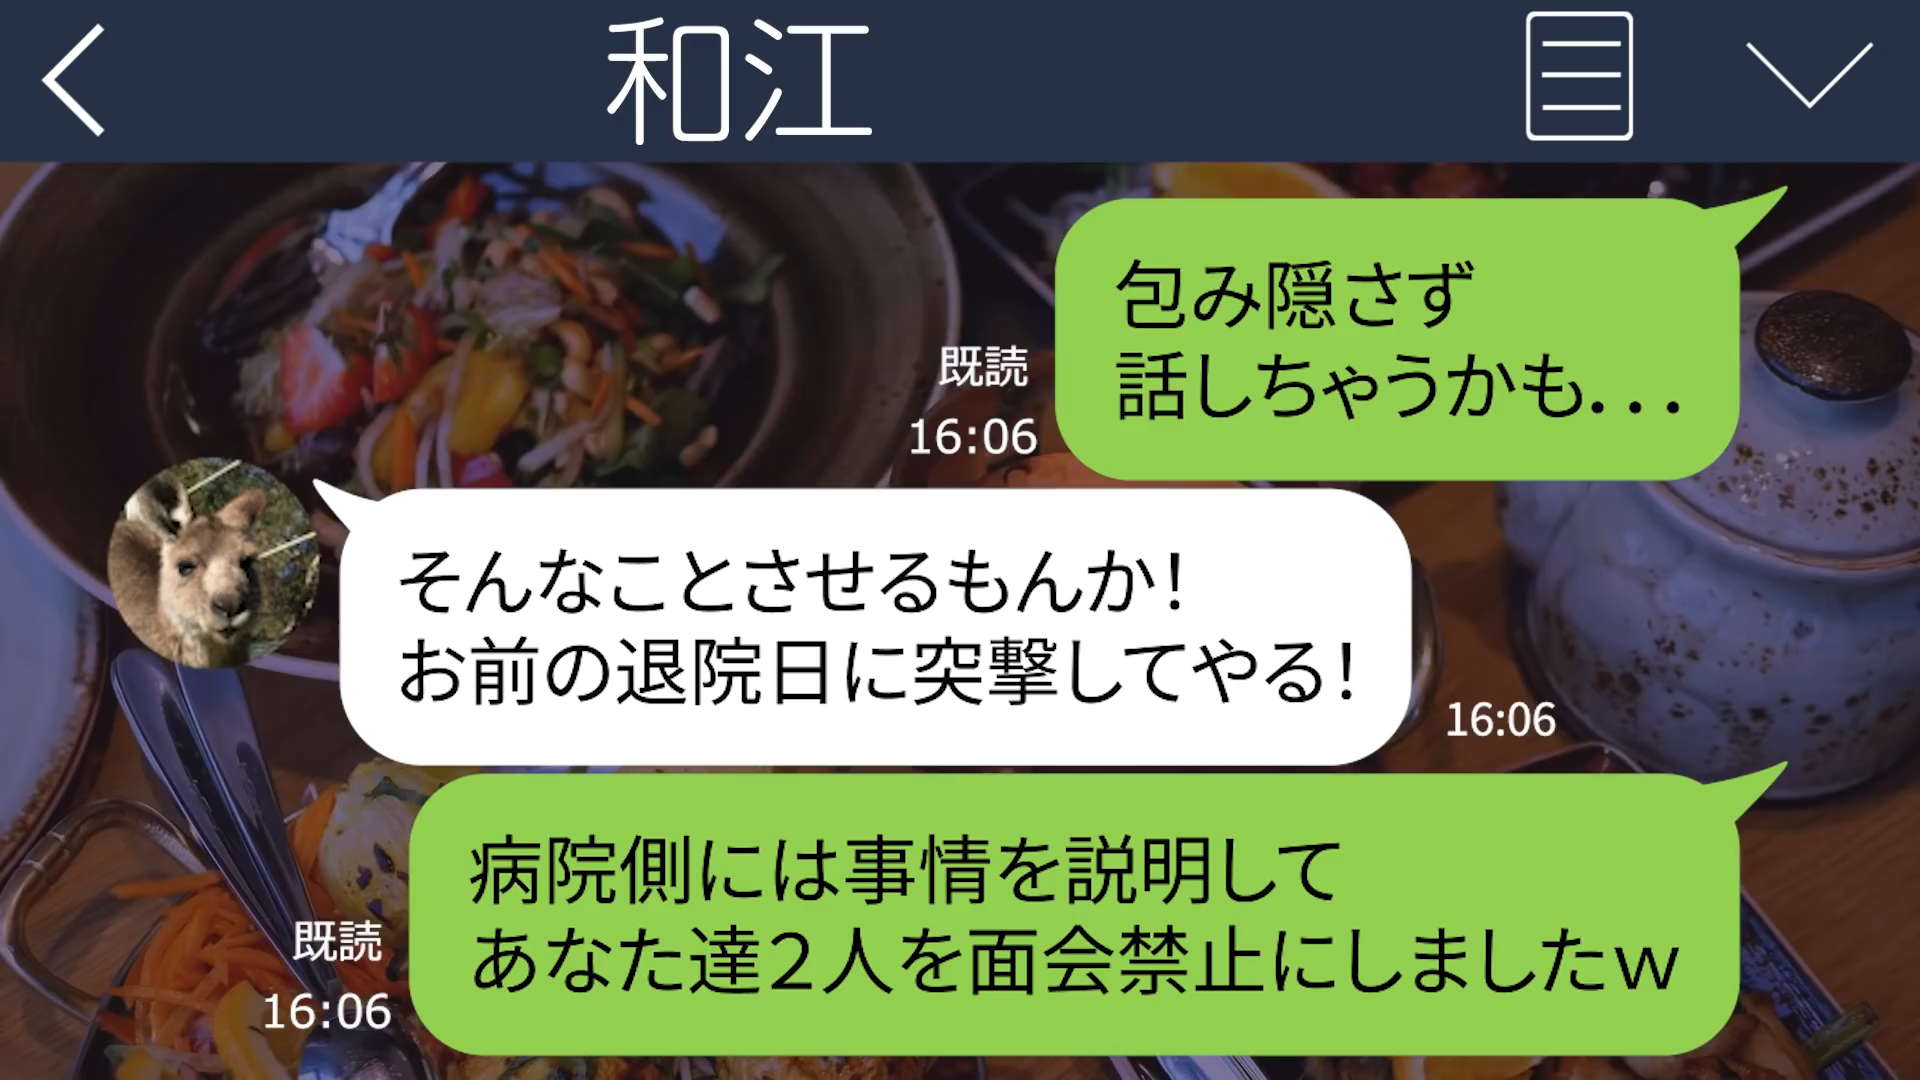 和江
包み隠さず
話しちゃうかも...
既読
16:06
そんなことさせるもんか！
お前の退院日に突撃してやる！
16:06
病院側には事情を説明して
あなた達２人を面会禁止にしましたｗ
既読
16:06